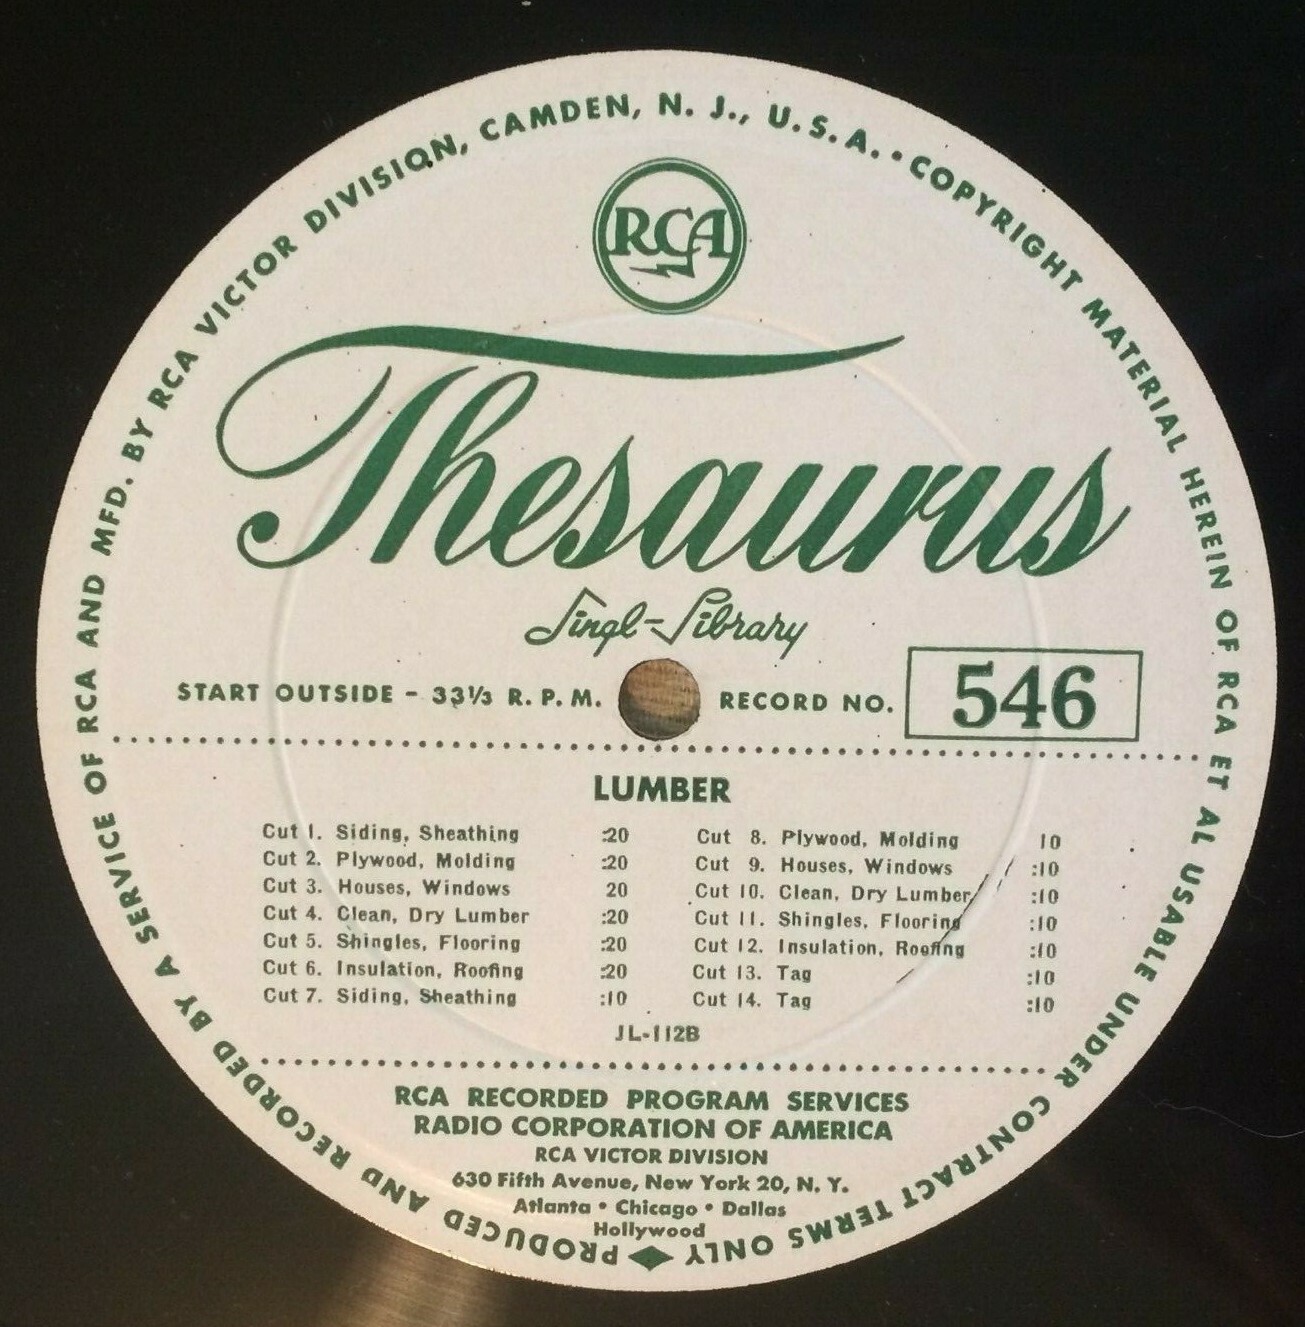 PRODUCED AND RECORDED BY A SERVICE OF RCA AND MFD. BY RCA VICTOR DIVISION, CAMDEN, N. J., U.S.A. • COPYRIGHT MATERIAL HEREIN OF RCA ET AL USABLE UNDER CONTRACT TERMS ONLY
RCA
Thesaurus
Singl-Library
START OUTSIDE - 33⅓ R. P. M. RECORD NO. 546
LUMBER
Cut 1. Siding, Sheathing :20
Cut 2. Plywood, Molding :20
Cut 3. Houses, Windows 20
Cut 4. Clean, Dry Lumber :20
Cut 5. Shingles, Flooring :20
Cut 6. Insulation, Roofing :20
Cut 7. Siding, Sheathing :10
Cut 8. Plywood, Molding 10
Cut 9. Houses, Windows :10
Cut 10. Clean, Dry Lumber :10
Cut 11. Shingles, Flooring :10
Cut 12. Insulation, Roofing :10
Cut 13. Tag :10
Cut 14. Tag :10
JL-112B
RCA RECORDED PROGRAM SERVICES
RADIO CORPORATION OF AMERICA
RCA VICTOR DIVISION
630 Fifth Avenue, New York 20, N. Y.
Atlanta • Chicago • Dallas
Hollywood